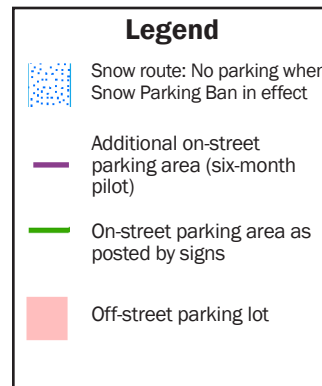 Legend
Snow route: No parking when
Snow Parking Ban in effect
Additional on-street
parking area (six-month
pilot)
On-street parking area as
posted by signs
Off-street parking lot